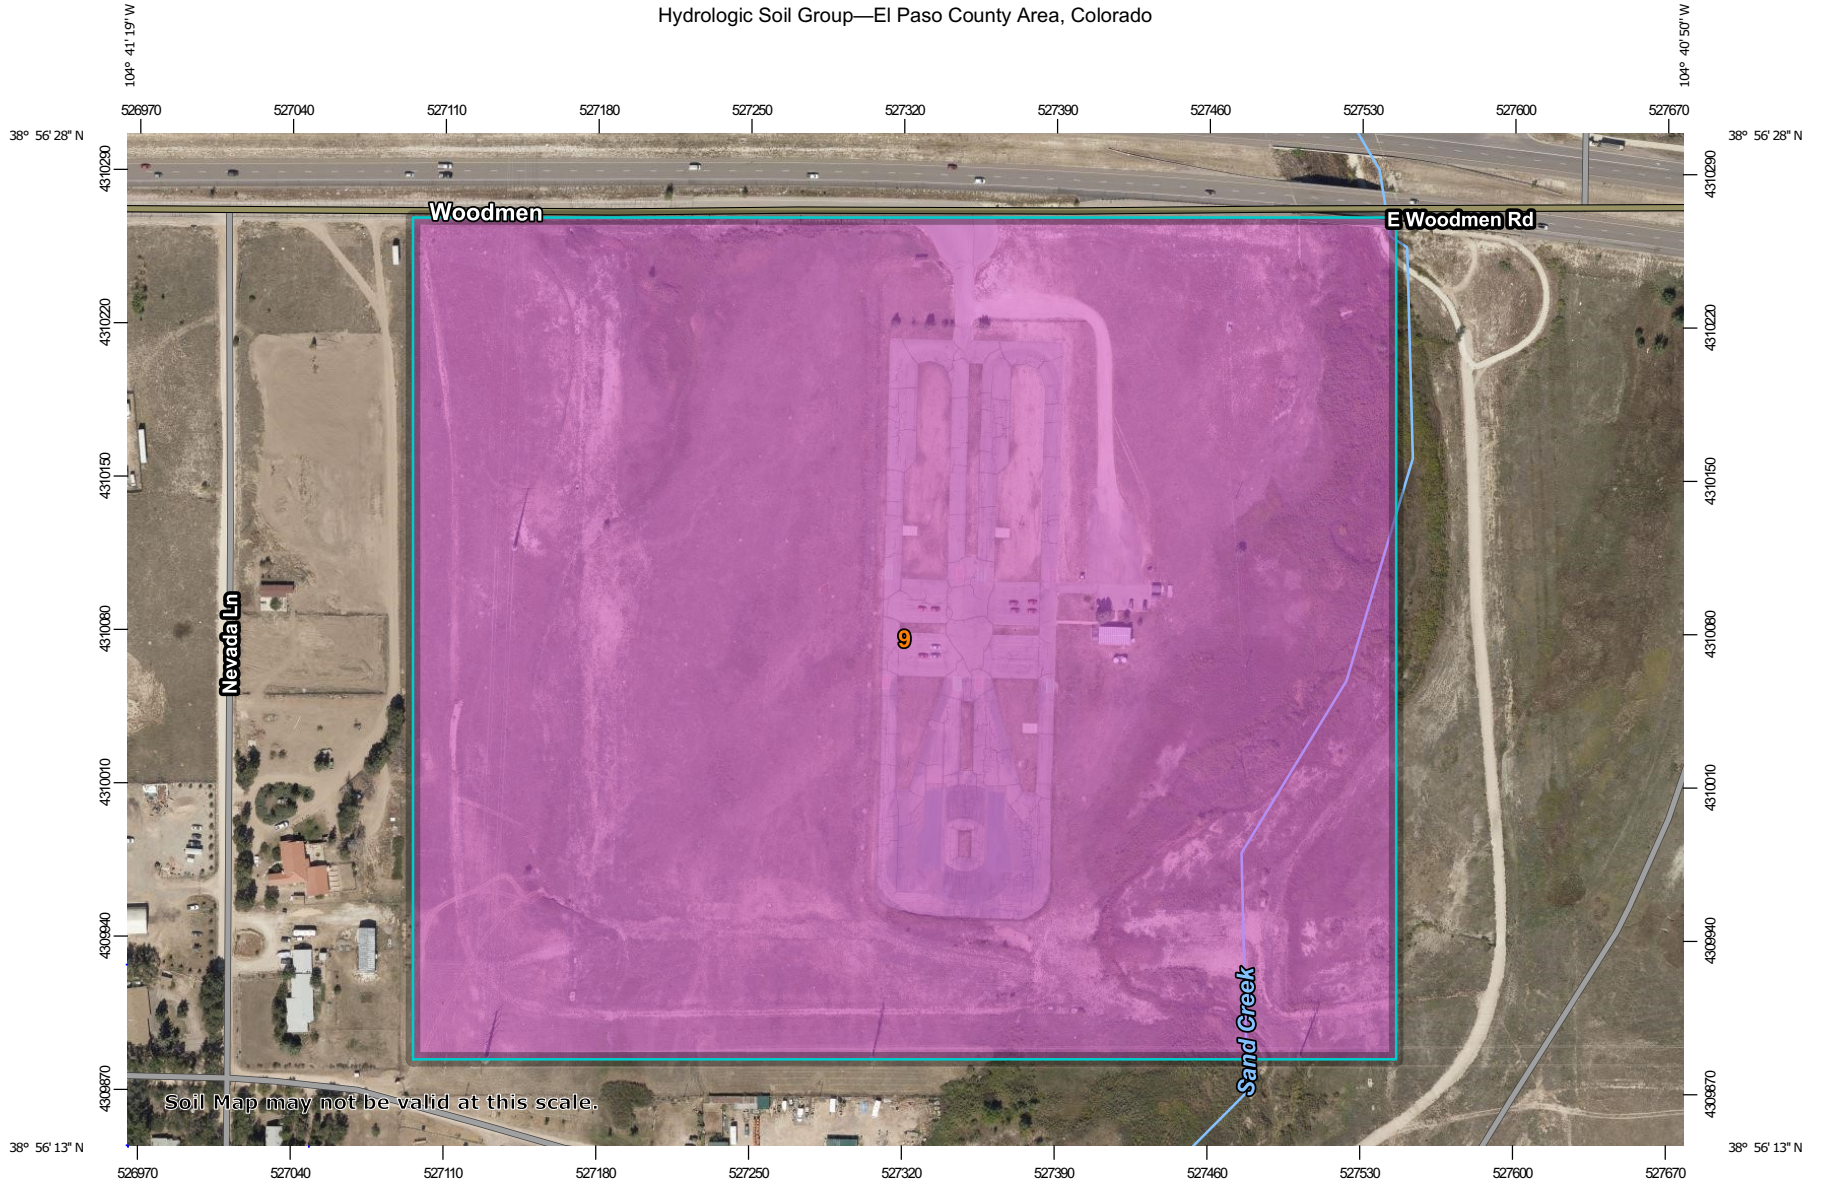 Hydrologic Soil Group—El Paso County Area, Colorado
104° 41' 19" W
104° 40' 50" W
526970 527040 527110 527180 527250 527320 527390 527460 527530 527600 527670
38° 56' 28" N
38° 56' 28" N
4310290
4310290
Woodmen
E Woodmen Rd
4310220
4310220
4310150
4310150
Nevada Ln
9
4310080
4310080
4310010
4310010
4309940
4309940
Sand Creek
4309870
4309870
Soil Map may not be valid at this scale.
38° 56' 13" N
38° 56' 13" N
526970 527040 527110 527180 527250 527320 527390 527460 527530 527600 527670